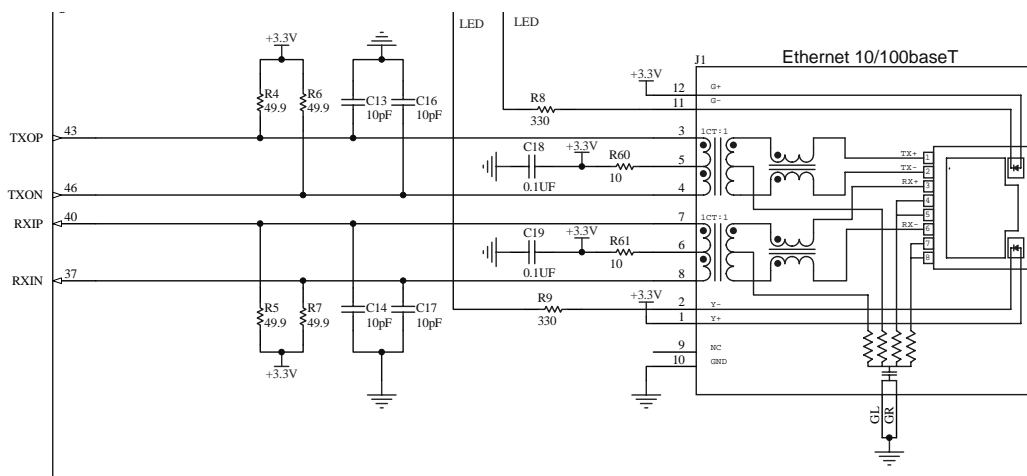 LED
LED
J1
Ethernet 10/100baseT
+3.3V
+3.3V
12
G+
11
G-
R4
49.9
R6
49.9
C13
10pF
C16
10pF
R8
330
TXOP
43
3
1CT:1
C18
0.1UF
+3.3V
R60
10
5
TXON
46
4
TX+
1
TX-
2
RX+
3
4
5
RX-
6
7
8
RXIP
40
7
1CT:1
C19
0.1UF
+3.3V
R61
10
6
RXIN
37
8
R5
49.9
R7
49.9
C14
10pF
C17
10pF
R9
330
+3.3V
2
Y-
1
Y+
+3.3V
9
NC
10
GND
GL
GR